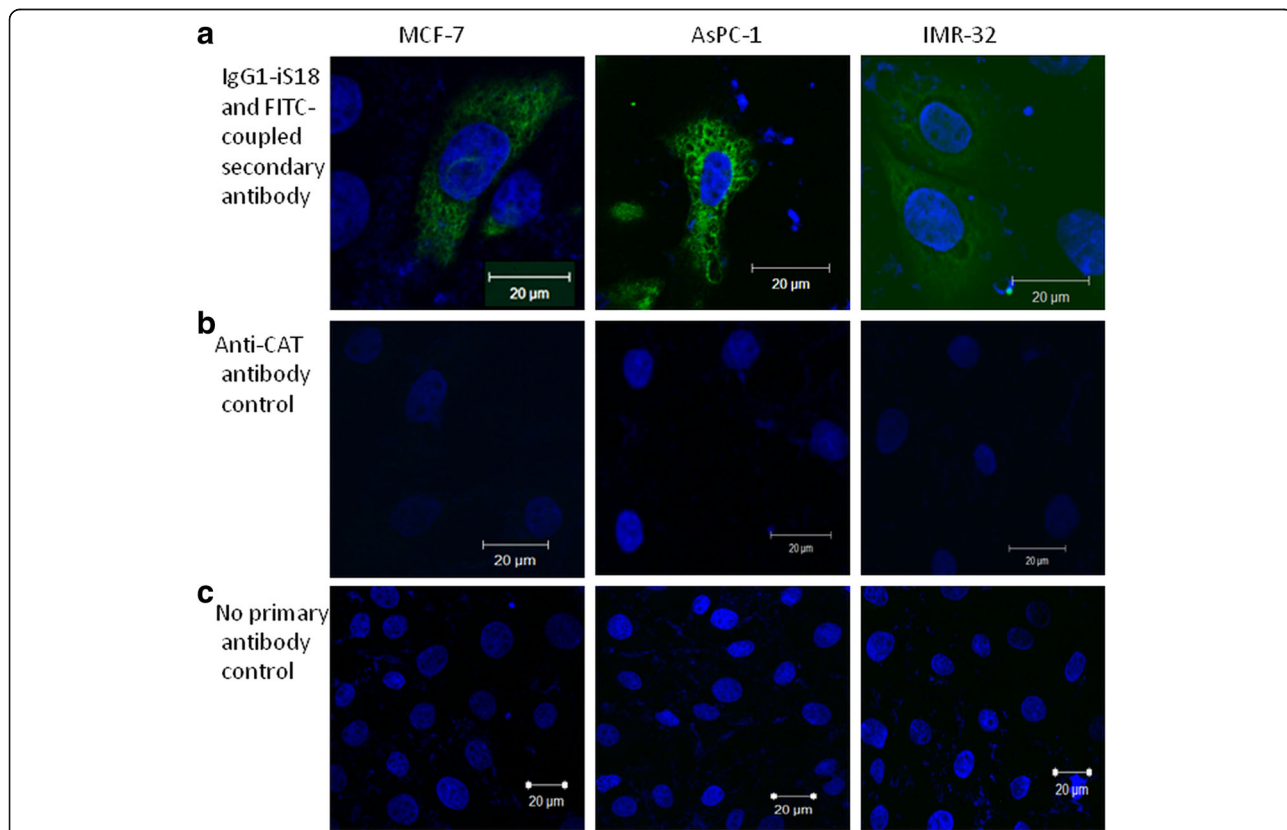 a
MCF-7
AsPC-1
IMR-32
IgG1-iS18
and FITC-
coupled
secondary
antibody
20 µm
20 µm
20 µm
b
Anti-CAT
antibody
control
20 µm
20 µm
20 µm
c
No primary
antibody
control
20 µm
20 µm
20 µm